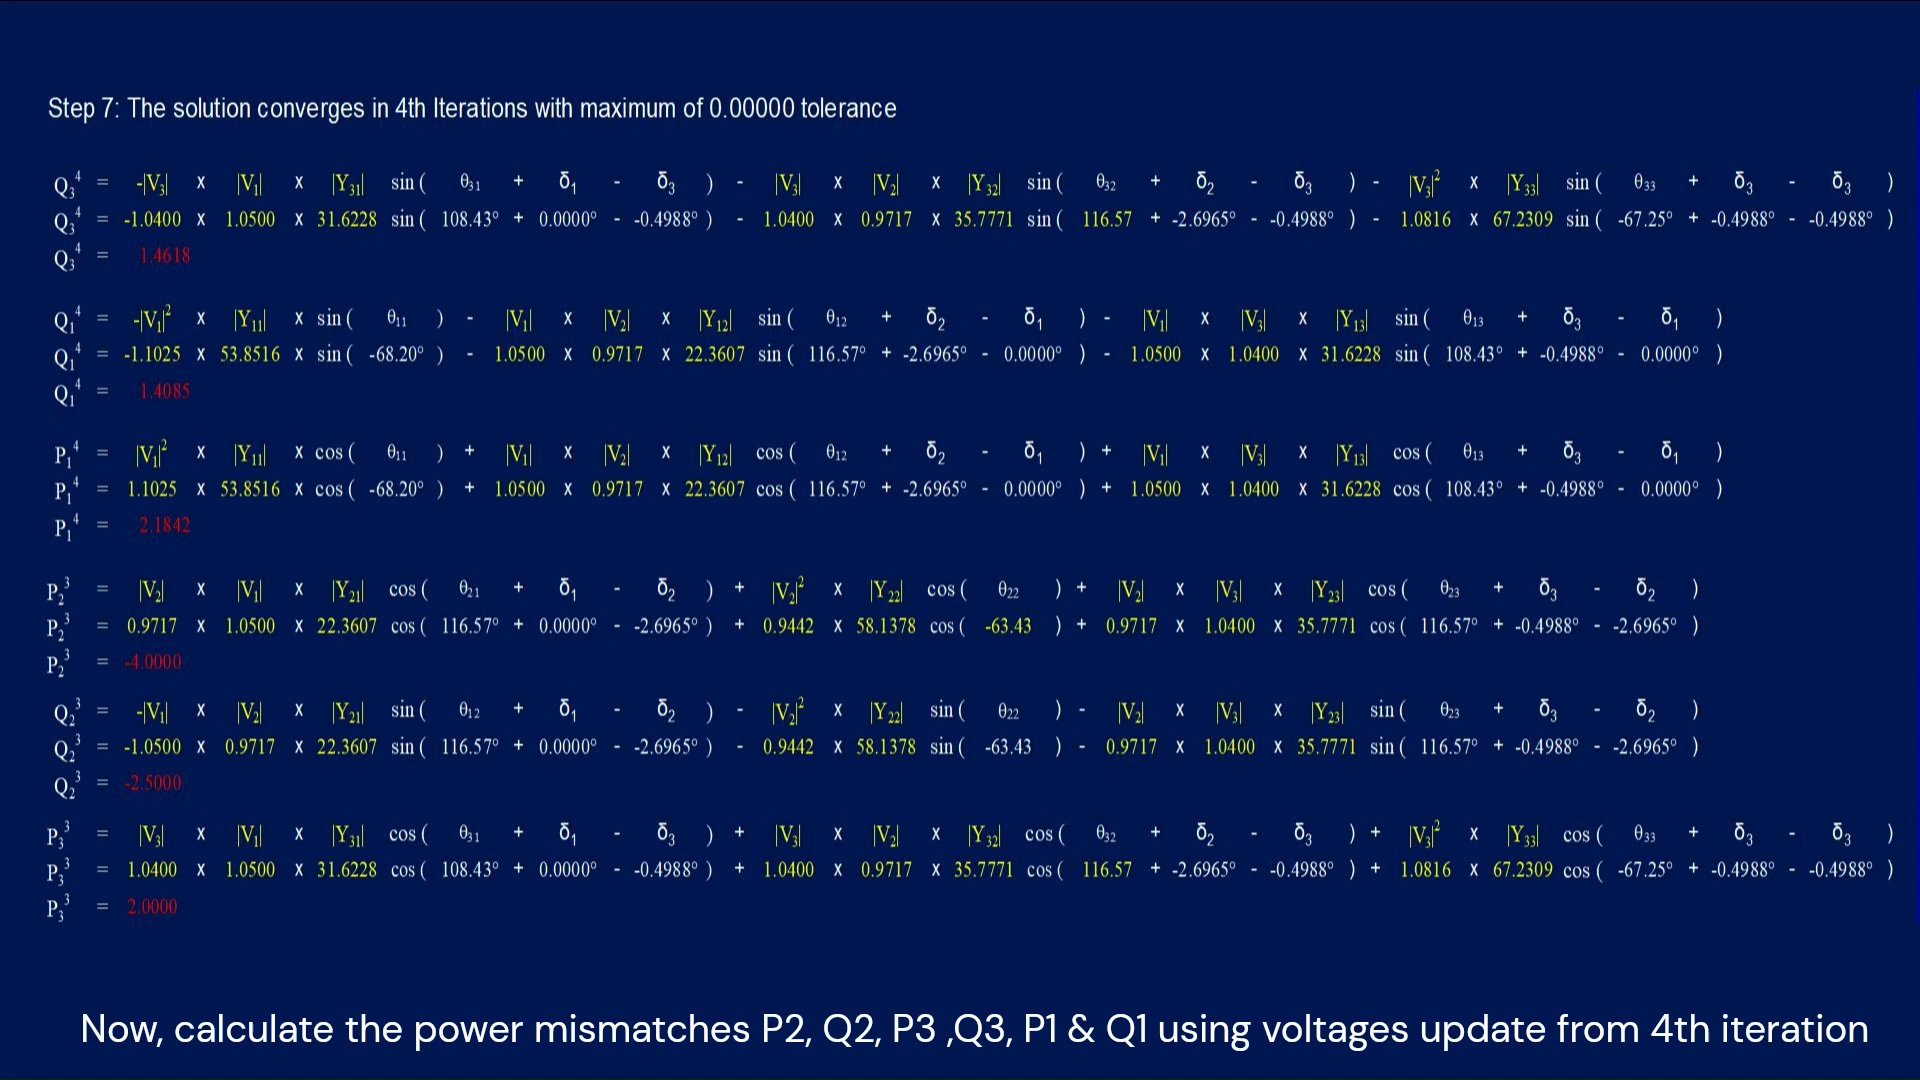 Step 7: The solution converges in 4th Iterations with maximum of 0.00000 tolerance
Q₃⁴ = -|V₃| x |V₁| x |Y₃₁| sin ( θ₃₁ + δ₁ - δ₃ ) - |V₃| x |V₂| x |Y₃₂| sin ( θ₃₂ + δ₂ - δ₃ ) - |V₃|² x |Y₃₃| sin ( θ₃₃ + δ₃ - δ₃ )
Q₃⁴ = -1.0400 x 1.0500 x 31.6228 sin ( 108.43° + 0.0000° - -0.4988° ) - 1.0400 x 0.9717 x 35.7771 sin ( 116.57 + -2.6965° - -0.4988° ) - 1.0816 x 67.2309 sin ( -67.25° + -0.4988° - -0.4988° )
Q₃⁴ = 1.4618
Q₁⁴ = -|V₁|² x |Y₁₁| x sin ( θ₁₁ ) - |V₁| x |V₂| x |Y₁₂| sin ( θ₁₂ + δ₂ - δ₁ ) - |V₁| x |V₃| x |Y₁₃| sin ( θ₁₃ + δ₃ - δ₁ )
Q₁⁴ = -1.1025 x 53.8516 x sin ( -68.20° ) - 1.0500 x 0.9717 x 22.3607 sin ( 116.57° + -2.6965° - 0.0000° ) - 1.0500 x 1.0400 x 31.6228 sin ( 108.43° + -0.4988° - 0.0000° )
Q₁⁴ = 1.4085
P₁⁴ = |V₁|² x |Y₁₁| x cos ( θ₁₁ ) + |V₁| x |V₂| x |Y₁₂| cos ( θ₁₂ + δ₂ - δ₁ ) + |V₁| x |V₃| x |Y₁₃| cos ( θ₁₃ + δ₃ - δ₁ )
P₁⁴ = 1.1025 x 53.8516 x cos ( -68.20° ) + 1.0500 x 0.9717 x 22.3607 cos ( 116.57° + -2.6965° - 0.0000° ) + 1.0500 x 1.0400 x 31.6228 cos ( 108.43° + -0.4988° - 0.0000° )
P₁⁴ = 2.1842
P₂³ = |V₂| x |V₁| x |Y₂₁| cos ( θ₂₁ + δ₁ - δ₂ ) + |V₂|² x |Y₂₂| cos ( θ₂₂ ) + |V₂| x |V₃| x |Y₂₃| cos ( θ₂₃ + δ₃ - δ₂ )
P₂³ = 0.9717 x 1.0500 x 22.3607 cos ( 116.57° + 0.0000° - -2.6965° ) + 0.9442 x 58.1378 cos ( -63.43 ) + 0.9717 x 1.0400 x 35.7771 cos ( 116.57° + -0.4988° - -2.6965° )
P₂³ = -4.0000
Q₂³ = -|V₁| x |V₂| x |Y₂₁| sin ( θ₁₂ + δ₁ - δ₂ ) - |V₂|² x |Y₂₂| sin ( θ₂₂ ) - |V₂| x |V₃| x |Y₂₃| sin ( θ₂₃ + δ₃ - δ₂ )
Q₂³ = -1.0500 x 0.9717 x 22.3607 sin ( 116.57° + 0.0000° - -2.6965° ) - 0.9442 x 58.1378 sin ( -63.43 ) - 0.9717 x 1.0400 x 35.7771 sin ( 116.57° + -0.4988° - -2.6965° )
Q₂³ = -2.5000
P₃³ = |V₃| x |V₁| x |Y₃₁| cos ( θ₃₁ + δ₁ - δ₃ ) + |V₃| x |V₂| x |Y₃₂| cos ( θ₃₂ + δ₂ - δ₃ ) + |V₃|² x |Y₃₃| cos ( θ₃₃ + δ₃ - δ₃ )
P₃³ = 1.0400 x 1.0500 x 31.6228 cos ( 108.43° + 0.0000° - -0.4988° ) + 1.0400 x 0.9717 x 35.7771 cos ( 116.57 + -2.6965° - -0.4988° ) + 1.0816 x 67.2309 cos ( -67.25° + -0.4988° - -0.4988° )
P₃³ = 2.0000
Now, calculate the power mismatches P2, Q2, P3 ,Q3, P1 & Q1 using voltages update from 4th iteration